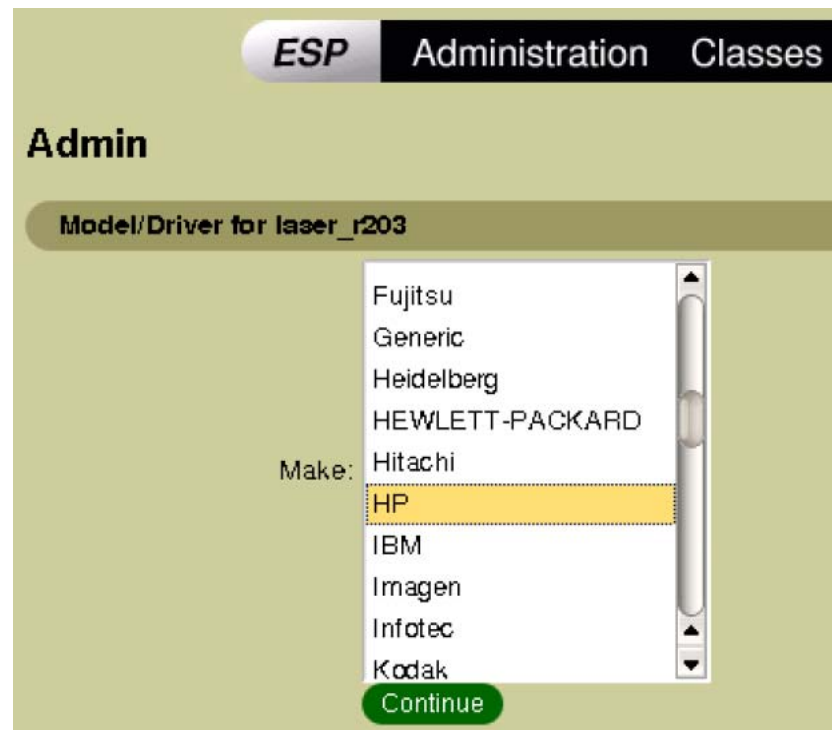 ESP Administration Classes
Admin
Model/Driver for laser_r203
Fujitsu
Generic
Heidelberg
HEWLETT-PACKARD
Make: Hitachi
HP
IBM
Imagen
Infotec
Kodak
Continue